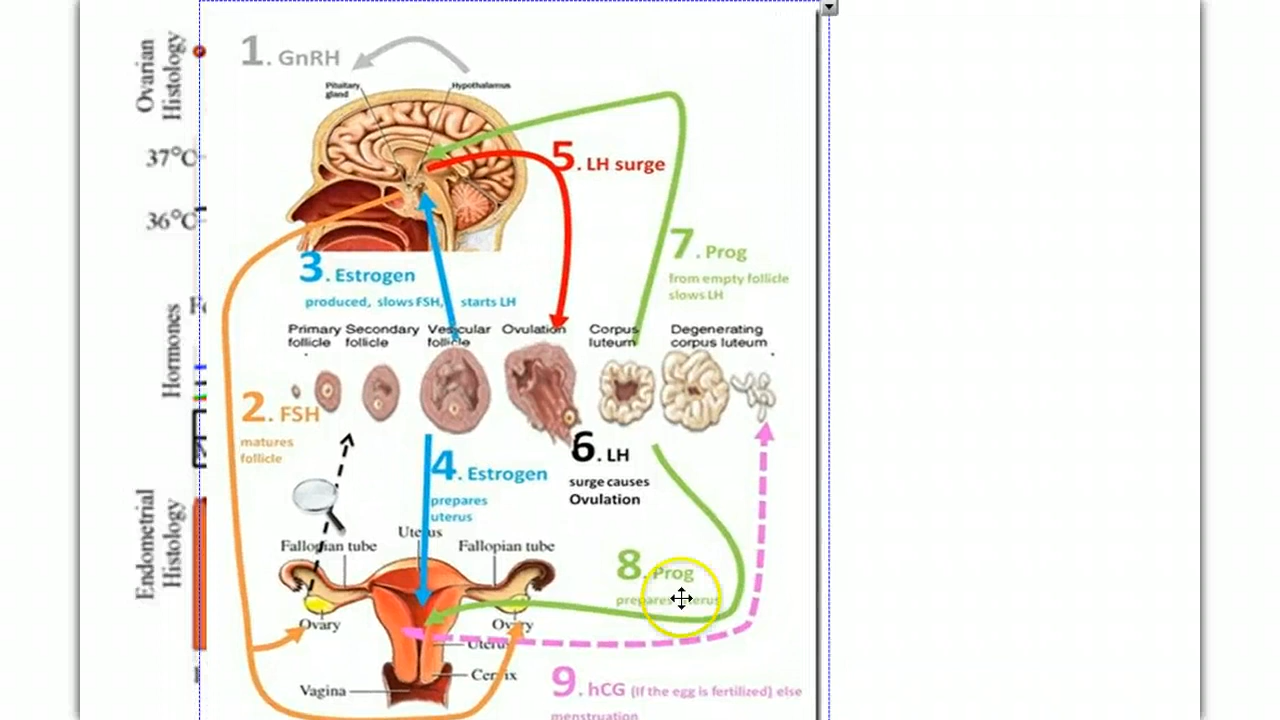 Ovarian
Histology
37°C
36°C
Hormones
Endometrial
Histology
1. GnRH
Pituitary
gland
Hypothalamus
5. LH surge
7. Prog
from empty follicle
slows LH
3. Estrogen
produced, slows FSH, starts LH
Primary
follicle
Secondary
follicle
Vesicular
follicle
Ovulation
Corpus
luteum
Degenerating
corpus luteum
2. FSH
matures
follicle
4. Estrogen
prepares
uterus
6. LH
surge causes
Ovulation
Uterus
Fallopian tube
Fallopian tube
8. Prog
prepares uterus
Ovary
Ovary
Uterus
Cervix
Vagina
9. hCG (If the egg is fertilized) else
menstruation